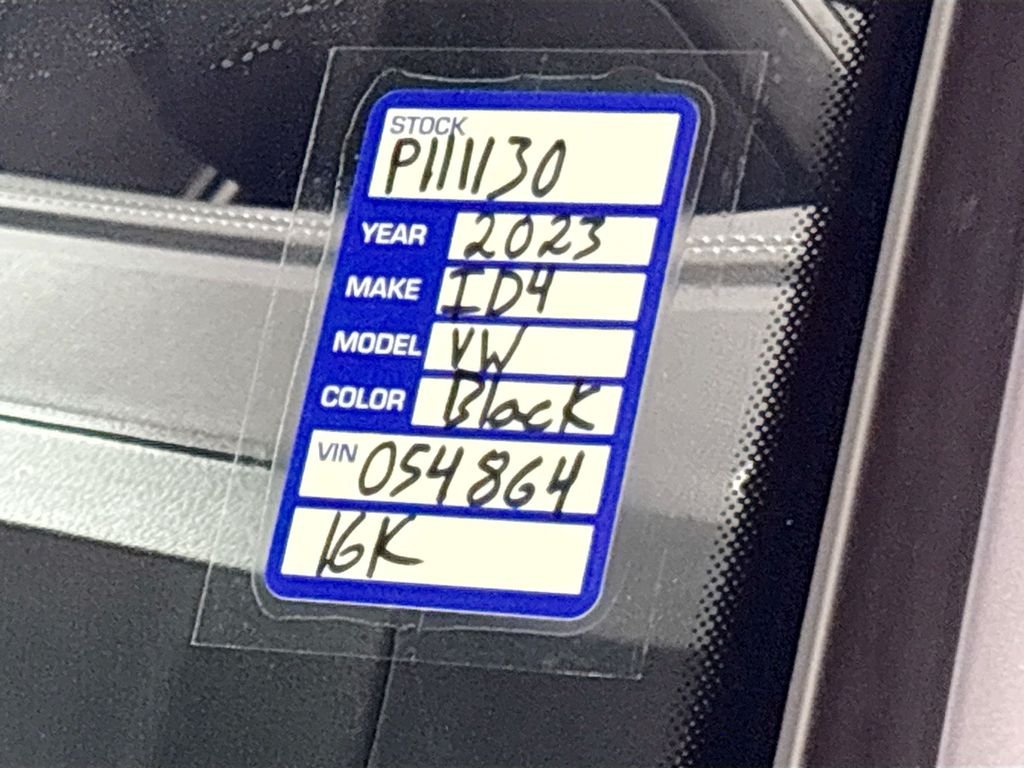 STOCK
P111130
YEAR 2023
MAKE ID4
MODEL VW
COLOR Black
VIN 054864
16K